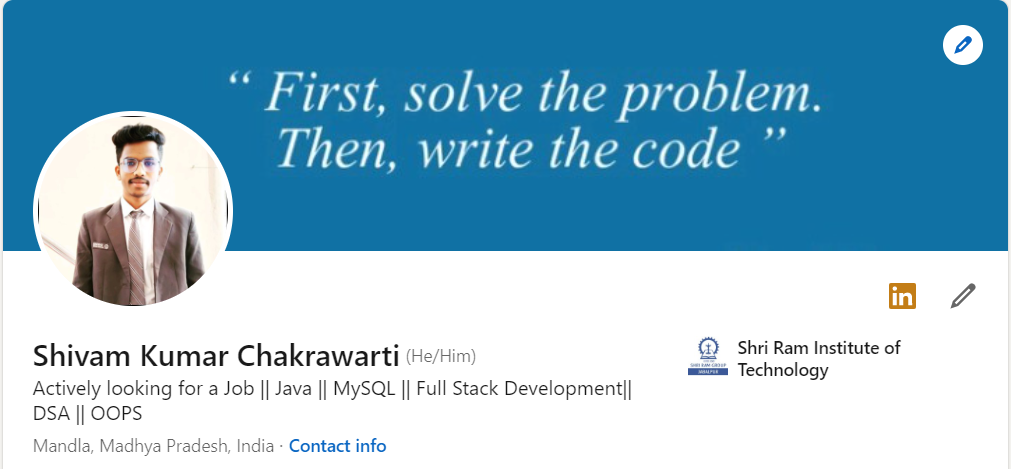 “ First, solve the problem.
Then, write the code ”
in
Shivam Kumar Chakrawarti (He/Him)
Actively looking for a Job || Java || MySQL || Full Stack Development||
DSA || OOPS
Mandla, Madhya Pradesh, India · Contact info
Shri Ram Institute of
Technology
SHRI RAM GROUP
JABALPUR